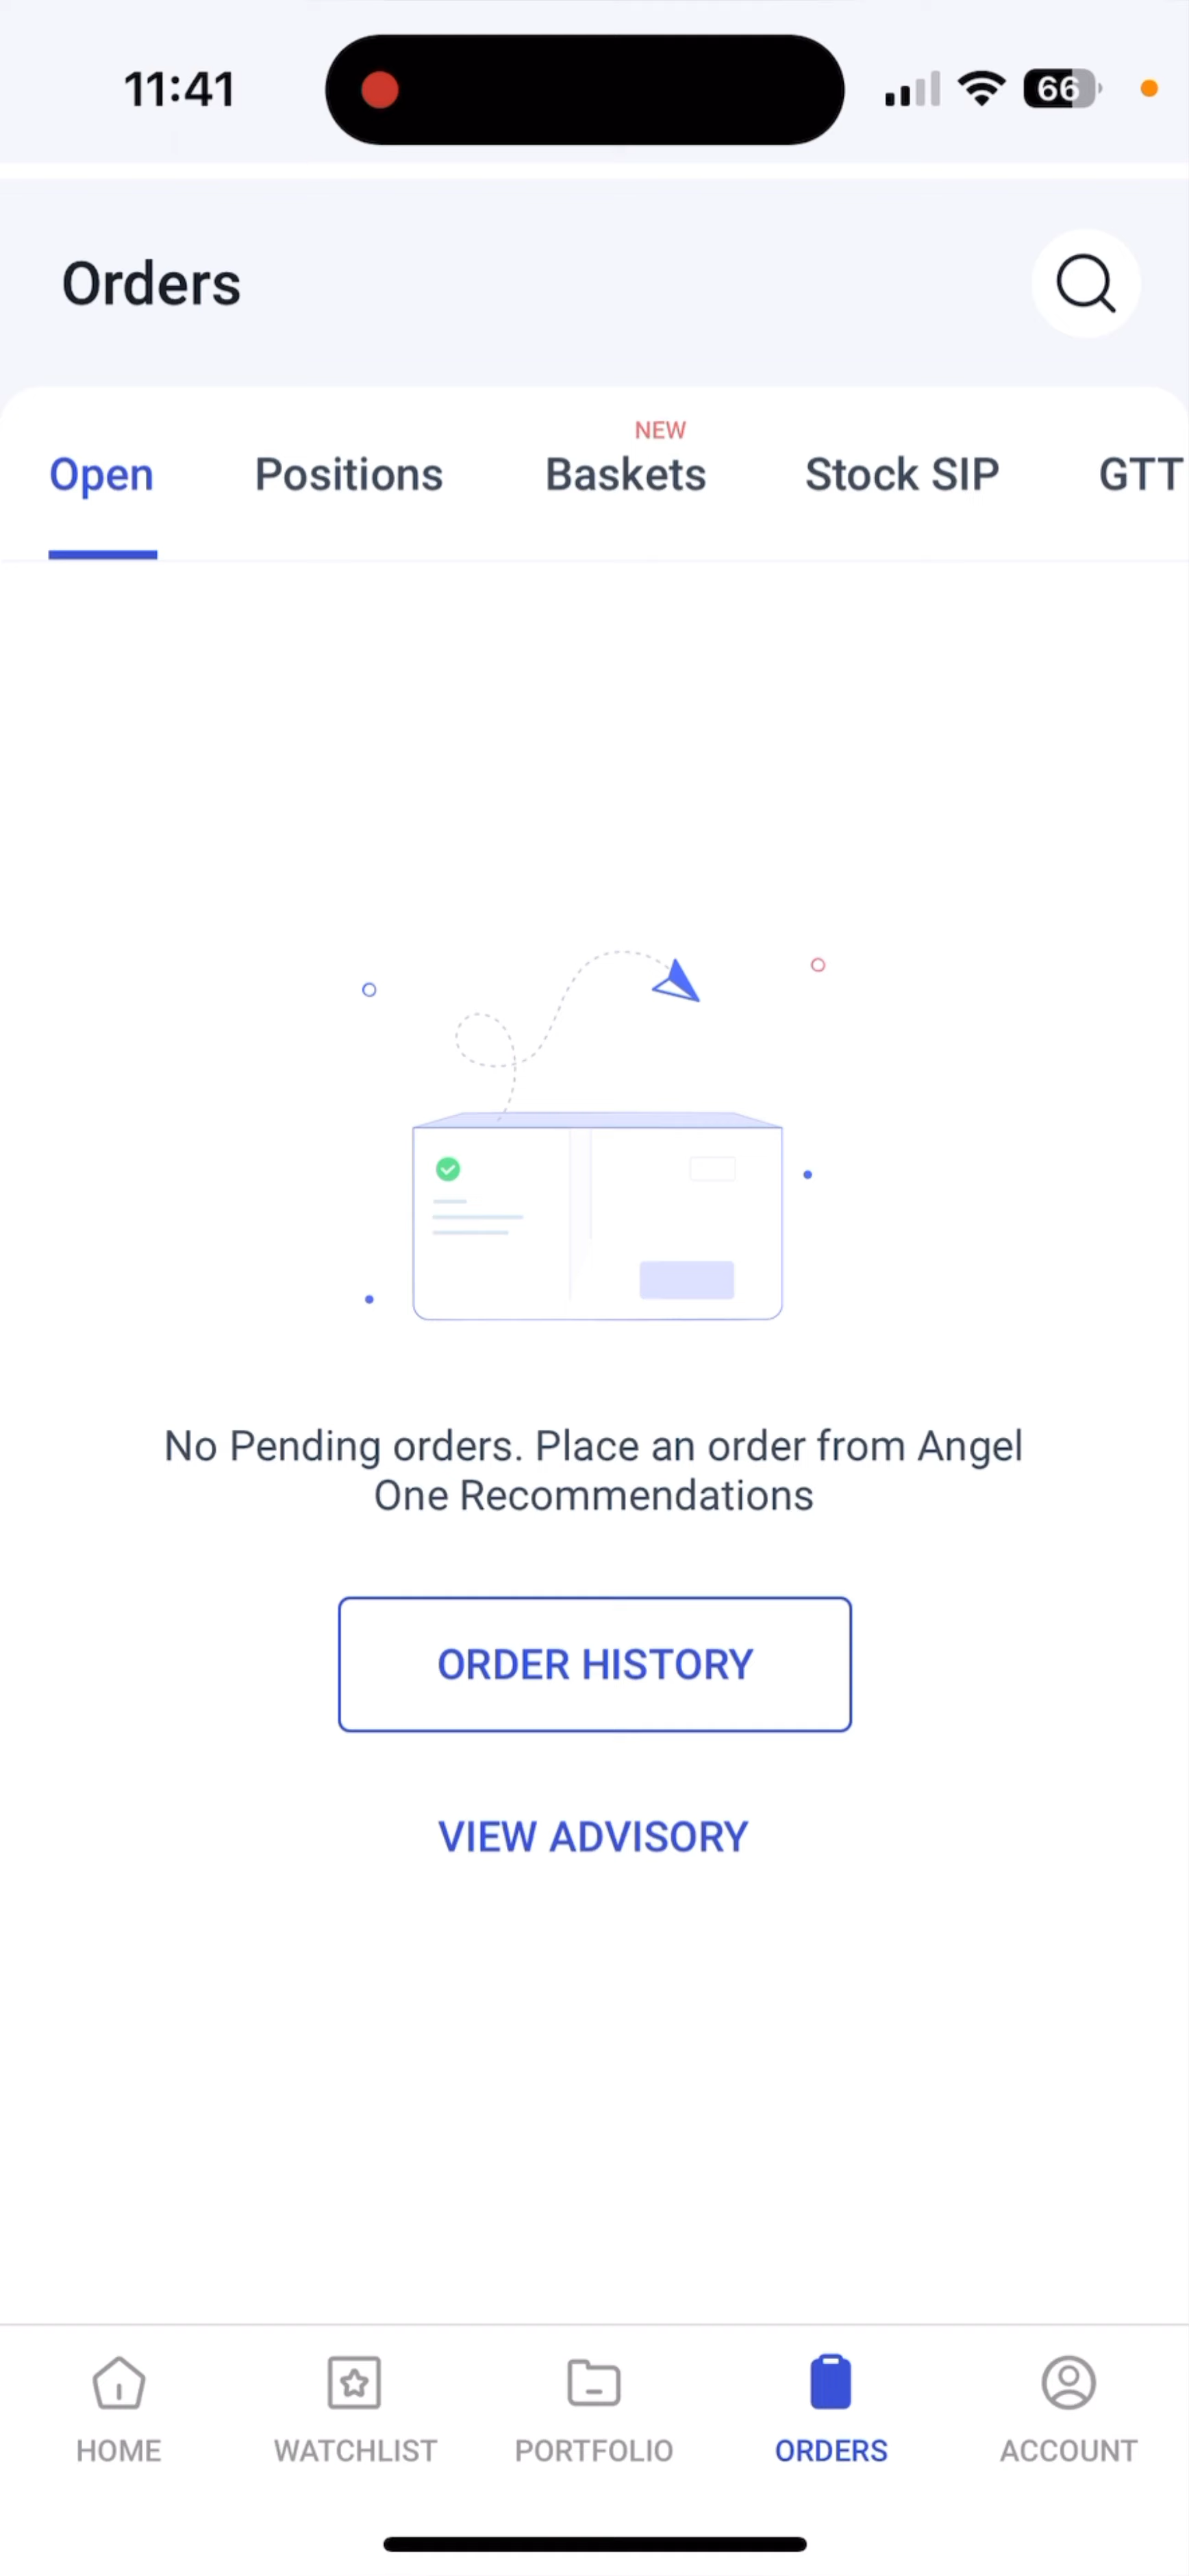 11:41
66
Orders
Open
Positions
NEW
Baskets
Stock SIP
GTT
No Pending orders. Place an order from Angel
One Recommendations
ORDER HISTORY
VIEW ADVISORY
HOME
WATCHLIST
PORTFOLIO
ORDERS
ACCOUNT